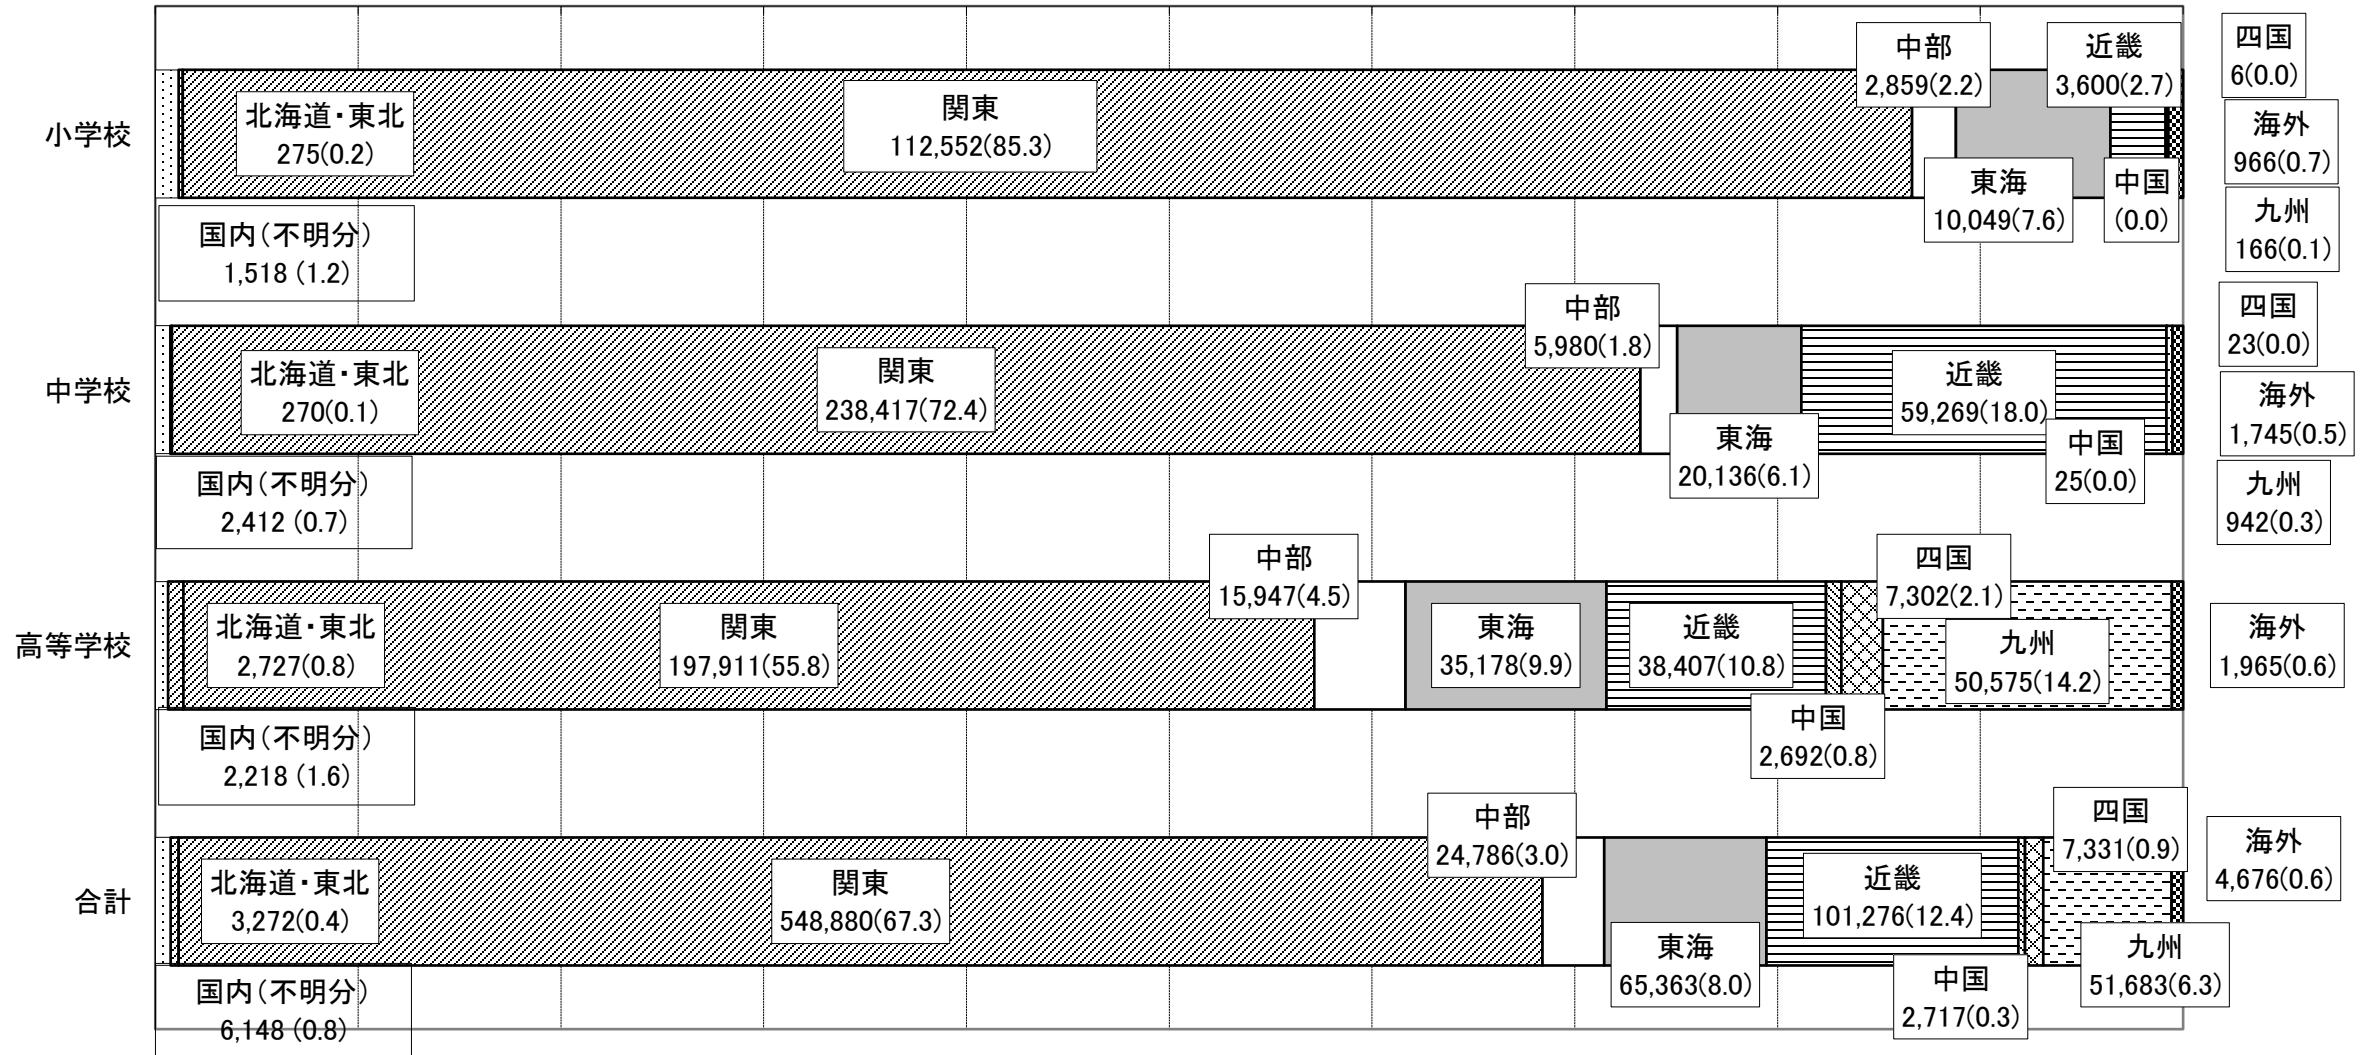 小学校
北海道・東北
275(0.2)
関東
112,552(85.3)
中部
2,859(2.2)
近畿
3,600(2.7)
四国
6(0.0)
海外
966(0.7)
九州
166(0.1)
東海
10,049(7.6)
中国
(0.0)
国内（不明分）
1,518 (1.2)
中学校
北海道・東北
270(0.1)
関東
238,417(72.4)
中部
5,980(1.8)
東海
20,136(6.1)
近畿
59,269(18.0)
中国
25(0.0)
四国
23(0.0)
海外
1,745(0.5)
九州
942(0.3)
国内（不明分）
2,412 (0.7)
高等学校
北海道・東北
2,727(0.8)
関東
197,911(55.8)
中部
15,947(4.5)
東海
35,178(9.9)
近畿
38,407(10.8)
中国
2,692(0.8)
四国
7,302(2.1)
九州
50,575(14.2)
海外
1,965(0.6)
国内（不明分）
2,218 (1.6)
合計
北海道・東北
3,272(0.4)
関東
548,880(67.3)
中部
24,786(3.0)
東海
65,363(8.0)
近畿
101,276(12.4)
中国
2,717(0.3)
四国
7,331(0.9)
九州
51,683(6.3)
海外
4,676(0.6)
国内（不明分）
6,148 (0.8)